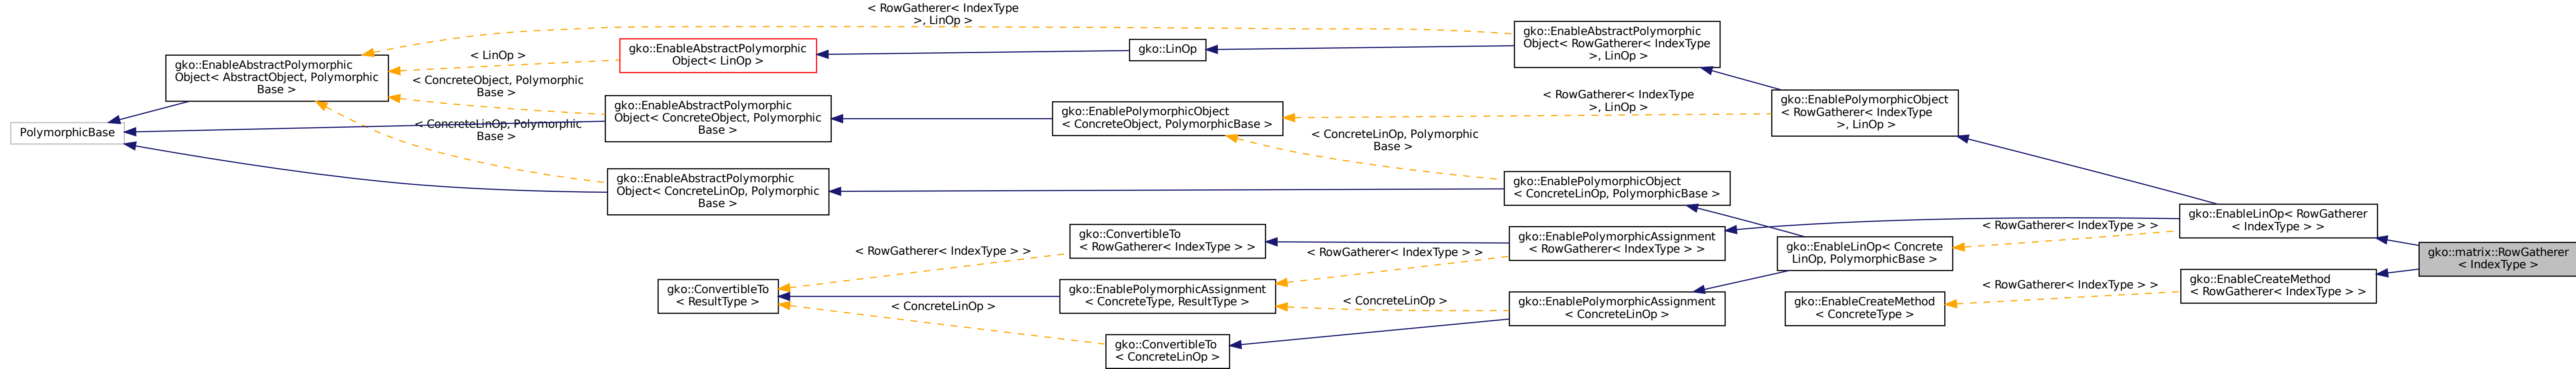 < RowGatherer< IndexType
>, LinOp >
gko::EnableAbstractPolymorphic
Object< RowGatherer< IndexType
>, LinOp >
gko::EnableAbstractPolymorphic
Object< LinOp >
gko::LinOp
< LinOp >
gko::EnableAbstractPolymorphic
Object< AbstractObject, Polymorphic
Base >
< ConcreteObject, Polymorphic
Base >
gko::EnableAbstractPolymorphic
Object< ConcreteObject, Polymorphic
Base >
gko::EnablePolymorphicObject
< ConcreteObject, PolymorphicBase >
< RowGatherer< IndexType
>, LinOp >
gko::EnablePolymorphicObject
< RowGatherer< IndexType
>, LinOp >
PolymorphicBase
< ConcreteLinOp, Polymorphic
Base >
< ConcreteLinOp, Polymorphic
Base >
gko::EnableAbstractPolymorphic
Object< ConcreteLinOp, Polymorphic
Base >
gko::EnablePolymorphicObject
< ConcreteLinOp, PolymorphicBase >
gko::EnableLinOp< RowGatherer
< IndexType > >
gko::ConvertibleTo
< RowGatherer< IndexType > >
gko::EnablePolymorphicAssignment
< RowGatherer< IndexType > >
gko::EnableLinOp< Concrete
LinOp, PolymorphicBase >
< RowGatherer< IndexType > >
gko::matrix::RowGatherer
< IndexType >
< RowGatherer< IndexType > >
< RowGatherer< IndexType > >
gko::ConvertibleTo
< ResultType >
gko::EnablePolymorphicAssignment
< ConcreteType, ResultType >
gko::EnableCreateMethod
< RowGatherer< IndexType > >
< RowGatherer< IndexType > >
< ConcreteLinOp >
< ConcreteLinOp >
gko::EnablePolymorphicAssignment
< ConcreteLinOp >
gko::EnableCreateMethod
< ConcreteType >
gko::ConvertibleTo
< ConcreteLinOp >